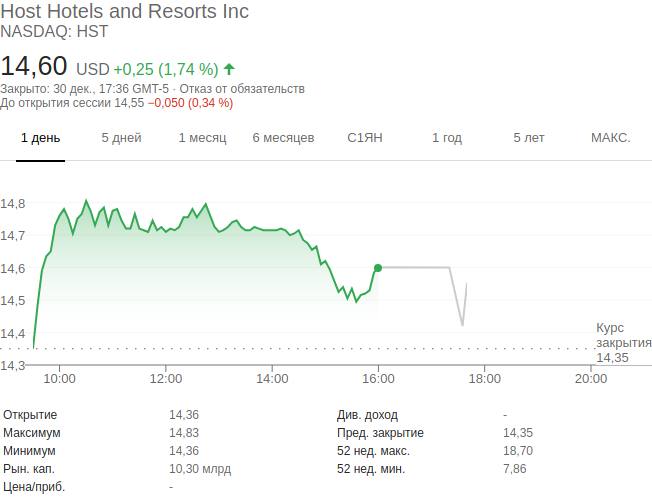 Host Hotels and Resorts Inc
NASDAQ: HST
14,60 USD +0,25 (1,74 %)
Закрыто: 30 дек., 17:36 GMT-5 · Отказ от обязательств
До открытия сессии 14,55 −0,050 (0,34 %)
1 день 5 дней 1 месяц 6 месяцев С1ЯН 1 год 5 лет МАКС.
14,8
14,7
14,6
14,5
14,4
Курс
закрытия
14,35
14,3
10:00 12:00 14:00 16:00 18:00 20:00
Открытие 14,36 Див. доход -
Максимум 14,83 Пред. закрытие 14,35
Минимум 14,36 52 нед. макс. 18,70
Рын. кап. 10,30 млрд 52 нед. мин. 7,86
Цена/приб. -